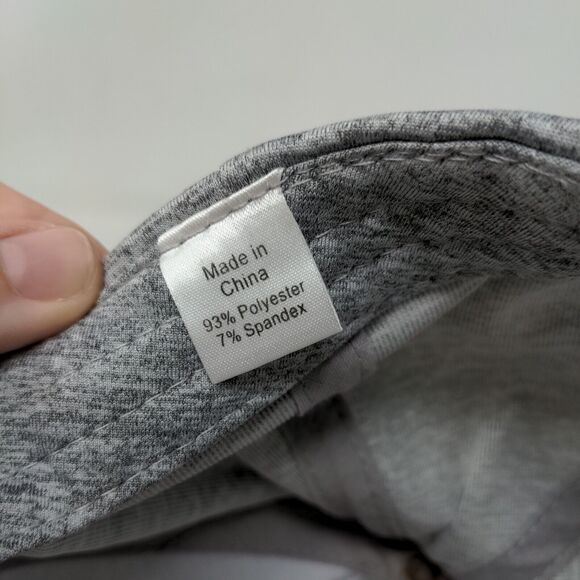 Made in
China
93% Polyester
7% Spandex